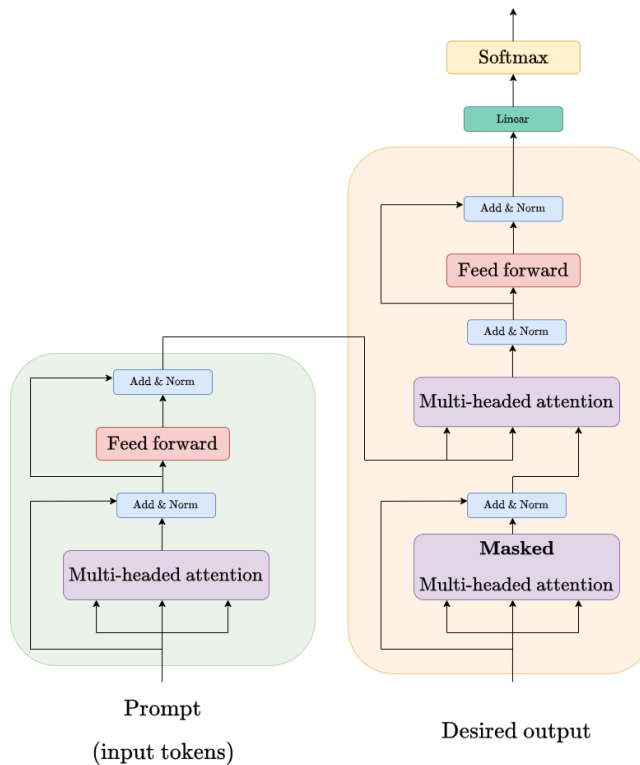 Softmax
Linear
Add & Norm
Feed forward
Add & Norm
Multi-headed attention
Add & Norm
Masked
Multi-headed attention
Desired output
Add & Norm
Feed forward
Add & Norm
Multi-headed attention
Prompt
(input tokens)